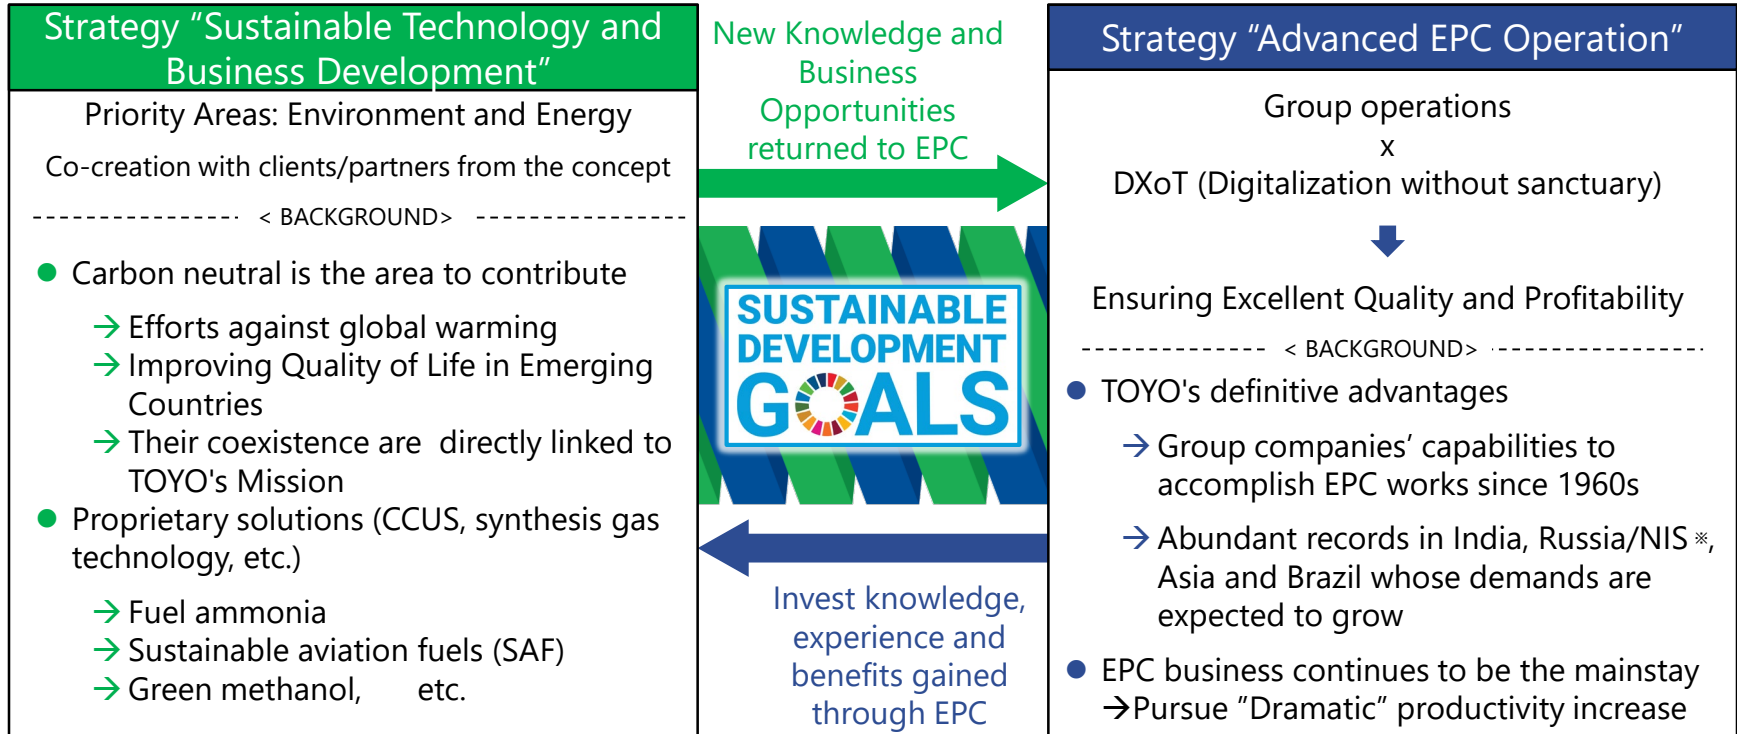 Strategy “Sustainable Technology and
Business Development”
Priority Areas: Environment and Energy
Co-creation with clients/partners from the concept
< BACKGROUND>
● Carbon neutral is the area to contribute
→ Efforts against global warming
→ Improving Quality of Life in Emerging
Countries
→ Their coexistence are directly linked to
TOYO's Mission
● Proprietary solutions (CCUS, synthesis gas
technology, etc.)
→ Fuel ammonia
→ Sustainable aviation fuels (SAF)
→ Green methanol, etc.
New Knowledge and
Business
Opportunities
returned to EPC
SUSTAINABLE
DEVELOPMENT
GOALS
Invest knowledge,
experience and
benefits gained
through EPC
Strategy “Advanced EPC Operation”
Group operations
x
DXoT (Digitalization without sanctuary)
Ensuring Excellent Quality and Profitability
< BACKGROUND>
● TOYO's definitive advantages
→ Group companies’ capabilities to
accomplish EPC works since 1960s
→ Abundant records in India, Russia/NIS ※,
Asia and Brazil whose demands are
expected to grow
● EPC business continues to be the mainstay
→Pursue ”Dramatic” productivity increase